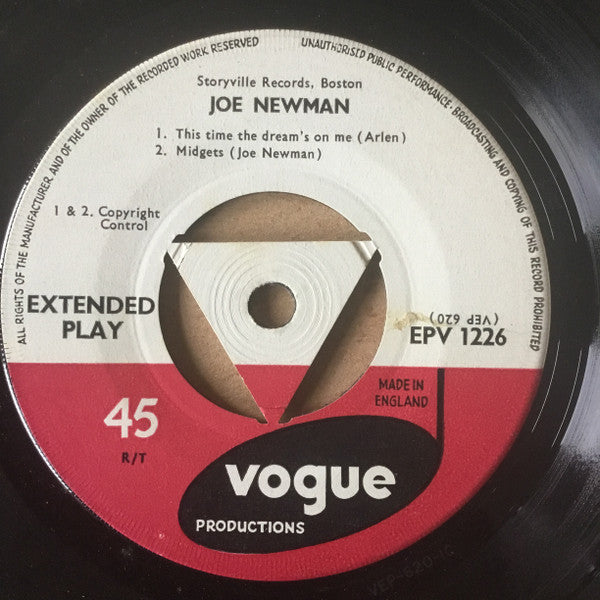 ALL RIGHTS OF THE MANUFACTURER AND OF THE OWNER OF THE RECORDED WORK RESERVED
UNAUTHORISED PUBLIC PERFORMANCE · BROADCASTING AND COPYING OF THIS RECORD PROHIBITED
Storyville Records, Boston
JOE NEWMAN
1. This time the dream's on me (Arlen)
2. Midgets (Joe Newman)
1 & 2. Copyright
Control
EXTENDED
PLAY
(VEP 620)
EPV 1226
45
R/T
MADE IN
ENGLAND
vogue
PRODUCTIONS
VEP-620-1C